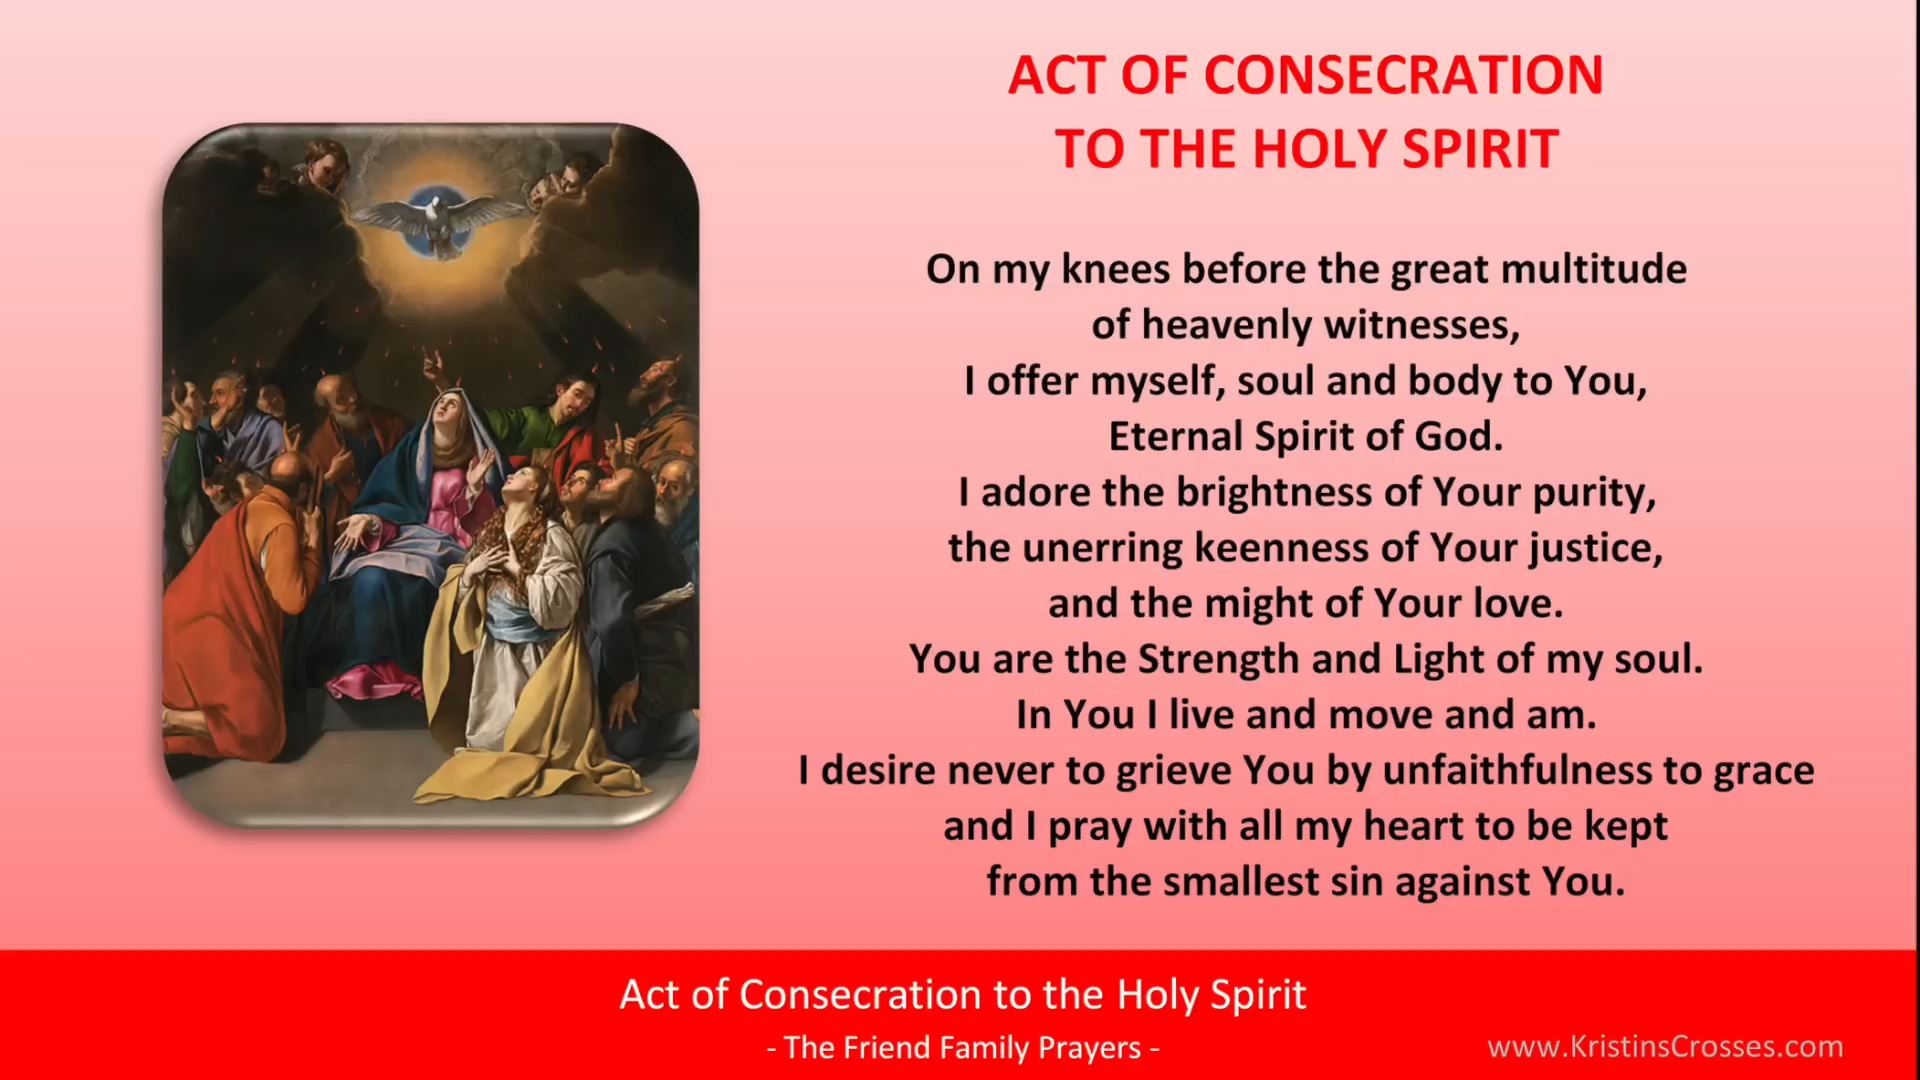 ACT OF CONSECRATION
TO THE HOLY SPIRIT
On my knees before the great multitude
of heavenly witnesses,
I offer myself, soul and body to You,
Eternal Spirit of God.
I adore the brightness of Your purity,
the unerring keenness of Your justice,
and the might of Your love.
You are the Strength and Light of my soul.
In You I live and move and am.
I desire never to grieve You by unfaithfulness to grace
and I pray with all my heart to be kept
from the smallest sin against You.
Act of Consecration to the Holy Spirit
- The Friend Family Prayers -
www.KristinsCrosses.com